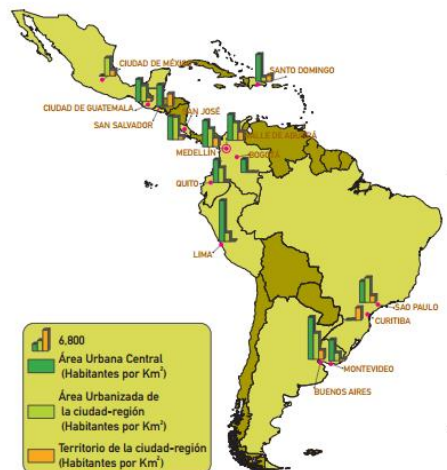 CIUDAD DE MÉXICO
SANTO DOMINGO
CIUDAD DE GUATEMALA
SAN JOSÉ
SAN SALVADOR
VALLE DE ABURRÁ
MEDELLÍN
BOGOTÁ
QUITO
LIMA
SAO PAULO
CURITIBA
MONTEVIDEO
BUENOS AIRES
6,800
Área Urbana Central
(Habitantes por Km²)
Área Urbanizada de
la ciudad-región
(Habitantes por Km²)
Territorio de la ciudad-región
(Habitantes por Km²)